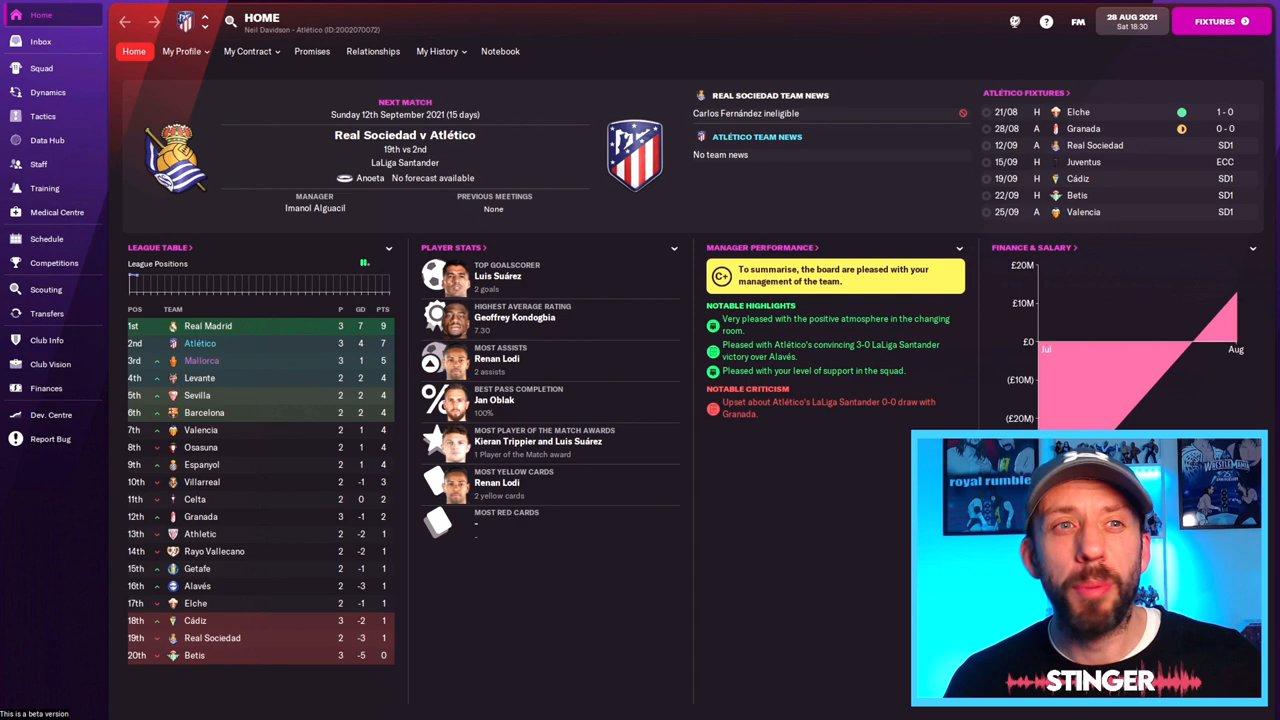 Home
Inbox
Squad
Dynamics
Tactics
Data Hub
Staff
Training
Medical Centre
Schedule
Competitions
Scouting
Transfers
Club Info
Club Vision
Finances
Dev. Centre
Report Bug
This is a beta version
HOME
Neil Davidson - Atlético (ID:2002070072)
FM
28 AUG 2021
Sat 18:30
FIXTURES
Home My Profile My Contract Promises Relationships My History Notebook
NEXT MATCH
Sunday 12th September 2021 (15 days)
Real Sociedad v Atlético
19th vs 2nd
LaLiga Santander
Anoeta No forecast available
MANAGER
Imanol Alguacil
PREVIOUS MEETINGS
None
REAL SOCIEDAD TEAM NEWS
Carlos Fernández ineligible
ATLÉTICO TEAM NEWS
No team news
ATLÉTICO FIXTURES >
21/08 H Elche 1 - 0
28/08 H Granada 0 - 0
12/09 A Real Sociedad SD1
15/09 H Juventus ECC
19/09 H Cádiz SD1
22/09 H Betis SD1
25/09 A Valencia SD1
LEAGUE TABLE >
League Positions
POS TEAM P GD PTS
1st Real Madrid 3 7 9
2nd Atlético 3 4 7
3rd Mallorca 3 1 5
4th Levante 2 2 4
5th Sevilla 2 2 4
6th Barcelona 2 2 4
7th Valencia 2 1 4
8th Osasuna 2 1 4
9th Espanyol 2 1 4
10th Villarreal 2 -1 3
11th Celta 2 0 2
12th Granada 3 -1 2
13th Athletic 2 -2 1
14th Rayo Vallecano 2 -2 1
15th Getafe 2 -1 1
16th Alavés 2 -3 1
17th Elche 2 -1 1
18th Cádiz 3 -2 1
19th Real Sociedad 2 -3 1
20th Betis 3 -5 0
PLAYER STATS >
TOP GOALSCORER
Luis Suárez
2 goals
HIGHEST AVERAGE RATING
Geoffrey Kondogbia
7.30
MOST ASSISTS
Renan Lodi
2 assists
BEST PASS COMPLETION
Jan Oblak
100%
MOST PLAYER OF THE MATCH AWARDS
Kieran Trippier and Luis Suárez
1 Player of the Match award
MOST YELLOW CARDS
Renan Lodi
2 yellow cards
MOST RED CARDS
-
-
MANAGER PERFORMANCE >
C+
To summarise, the board are pleased with your
management of the team.
NOTABLE HIGHLIGHTS
Very pleased with the positive atmosphere in the changing
room.
Pleased with Atlético's convincing 3-0 LaLiga Santander
victory over Alavés.
Pleased with your level of support in the squad.
NOTABLE CRITICISM
Upset about Atlético's LaLiga Santander 0-0 draw with
Granada.
FINANCE & SALARY >
£20M
£10M
£0
Jul Aug
(£10M)
(£20M)
royal rumble
WRESTLEMANIA
STINGER